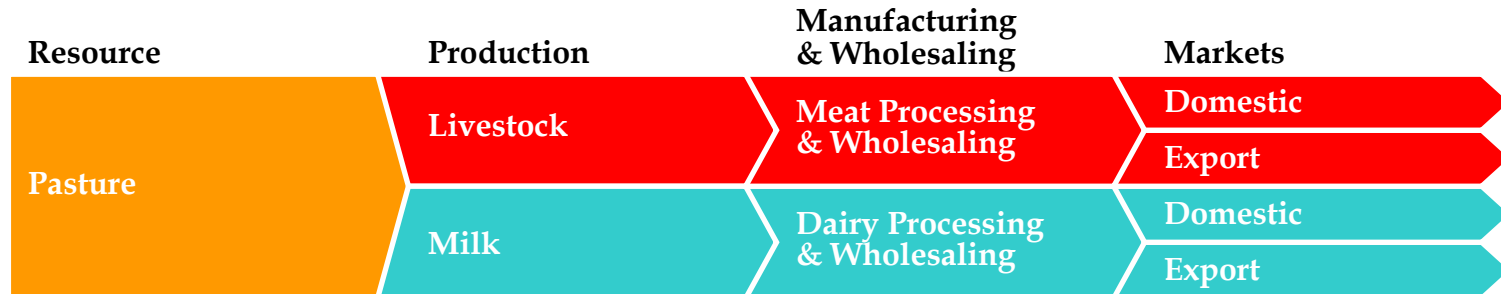 Resource
Production
Manufacturing
& Wholesaling
Markets
Pasture
Livestock
Meat Processing
& Wholesaling
Domestic
Export
Milk
Dairy Processing
& Wholesaling
Domestic
Export